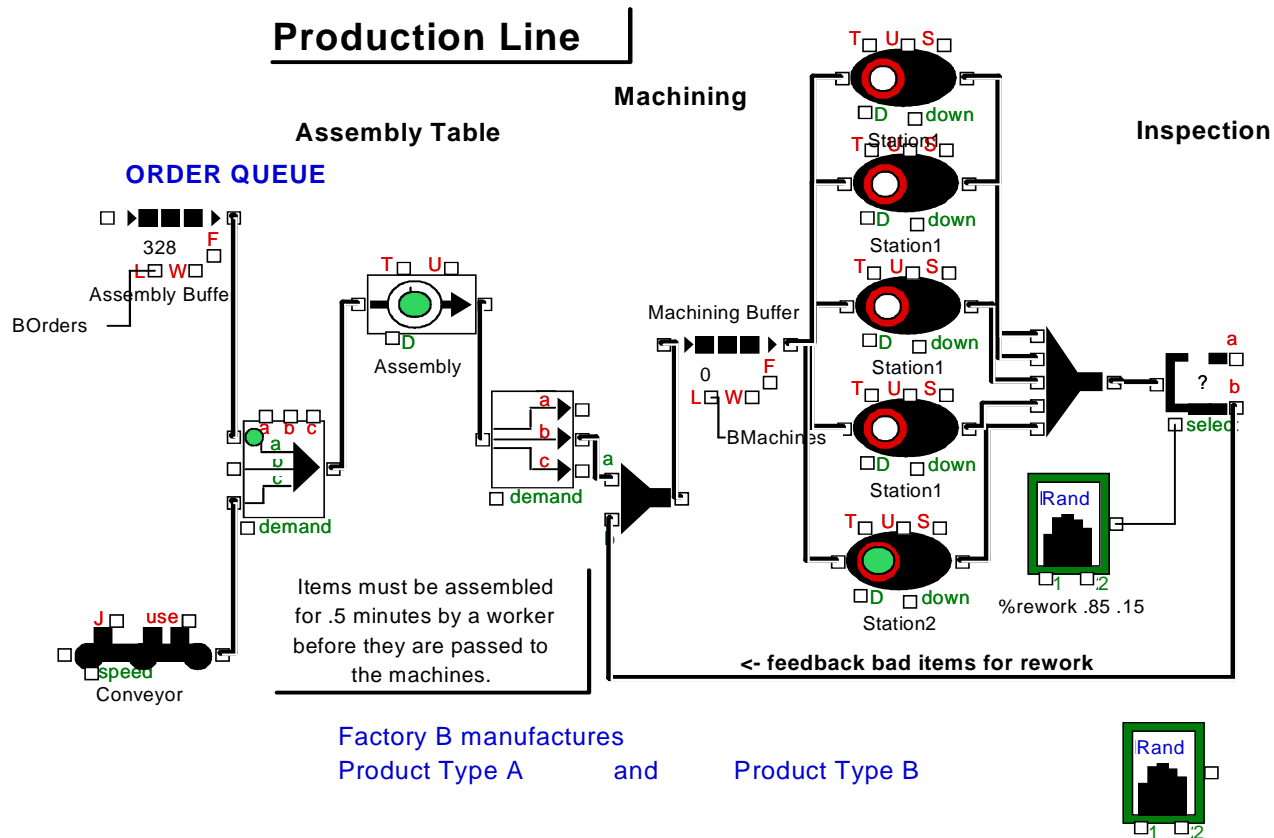 Production Line
Machining
Assembly Table
Inspection
ORDER QUEUE
328
F
L W
Assembly Buffe
BOrders
T U
D
Assembly
a b c
a
b
c
demand
J use
speed
Conveyor
a
b
c
demand
a
Items must be assembled
for .5 minutes by a worker
before they are passed to
the machines.
Machining Buffer
0
F
L W
BMachines
T U S
D down
Station1
T U S
D down
Station1
T U S
D down
Station1
T U S
D down
Station1
T U S
D down
Station2
a
?
b
select
Rand
1 2
%rework .85 .15
<- feedback bad items for rework
Factory B manufactures
Product Type A and Product Type B
Rand
1 2